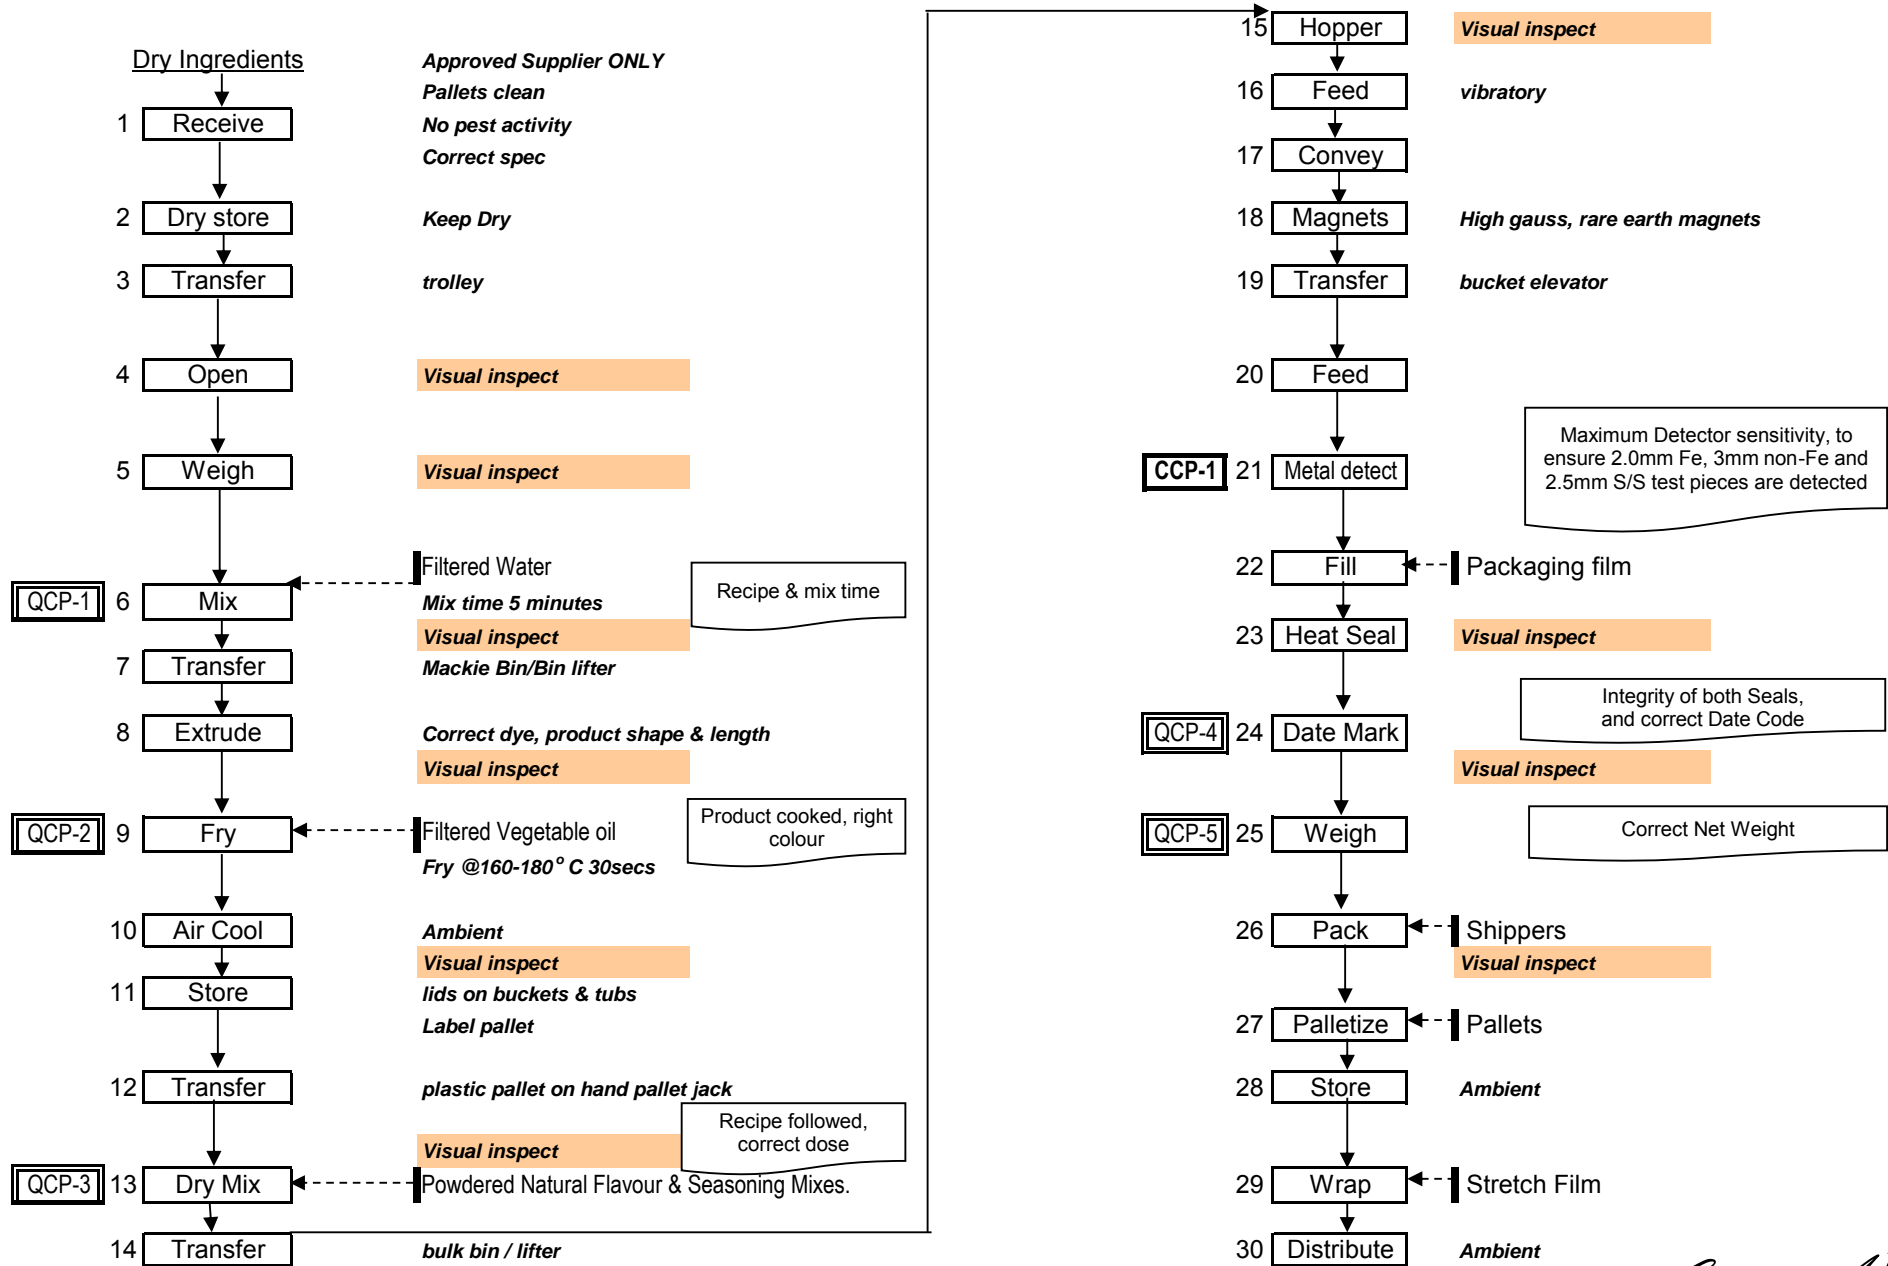 Dry Ingredients
Approved Supplier ONLY
Pallets clean
1 Receive No pest activity
Correct spec
2 Dry store Keep Dry
3 Transfer trolley
4 Open Visual inspect
5 Weigh Visual inspect
Filtered Water
Recipe & mix time
QCP-1 6 Mix Mix time 5 minutes
Visual inspect
7 Transfer Mackie Bin/Bin lifter
8 Extrude Correct dye, product shape & length
Visual inspect
Product cooked, right
colour
QCP-2 9 Fry Filtered Vegetable oil
Fry @160-180° C 30secs
10 Air Cool Ambient
Visual inspect
11 Store lids on buckets & tubs
Label pallet
12 Transfer plastic pallet on hand pallet jack
Recipe followed,
correct dose
Visual inspect
QCP-3 13 Dry Mix Powdered Natural Flavour & Seasoning Mixes.
14 Transfer bulk bin / lifter
15 Hopper Visual inspect
16 Feed vibratory
17 Convey
18 Magnets High gauss, rare earth magnets
19 Transfer bucket elevator
20 Feed
Maximum Detector sensitivity, to
ensure 2.0mm Fe, 3mm non-Fe and
2.5mm S/S test pieces are detected
CCP-1 21 Metal detect
22 Fill Packaging film
23 Heat Seal Visual inspect
Integrity of both Seals,
and correct Date Code
QCP-4 24 Date Mark
Visual inspect
QCP-5 25 Weigh Correct Net Weight
26 Pack Shippers
Visual inspect
27 Palletize Pallets
28 Store Ambient
29 Wrap Stretch Film
30 Distribute Ambient